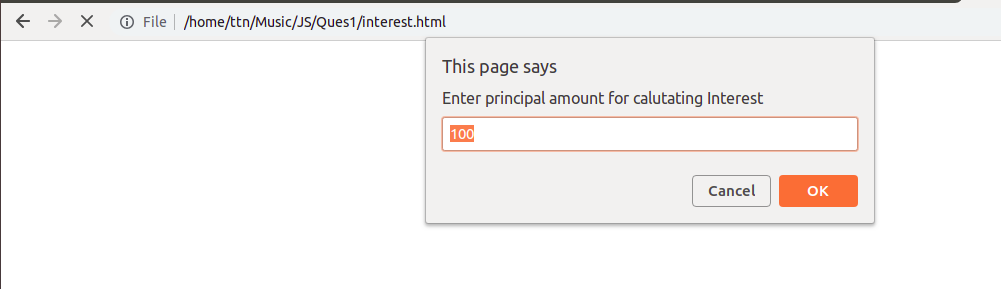 File /home/ttn/Music/JS/Ques1/interest.html
This page says
Enter principal amount for calutating Interest
100
Cancel OK